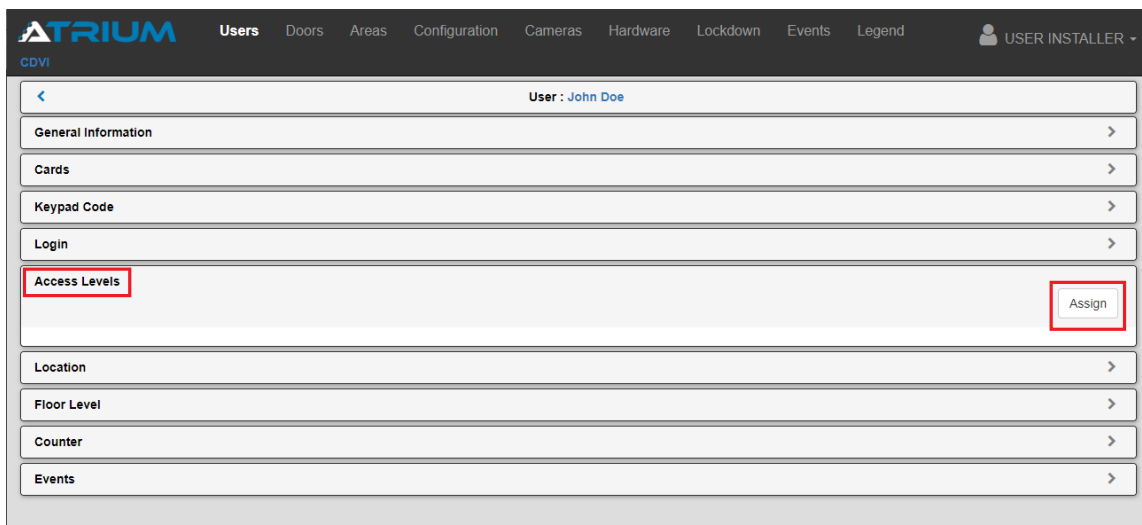 ATRIUM Users Doors Areas Configuration Cameras Hardware Lockdown Events Legend USER INSTALLER
CDVI
User : John Doe
General Information
Cards
Keypad Code
Login
Access Levels
Assign
Location
Floor Level
Counter
Events